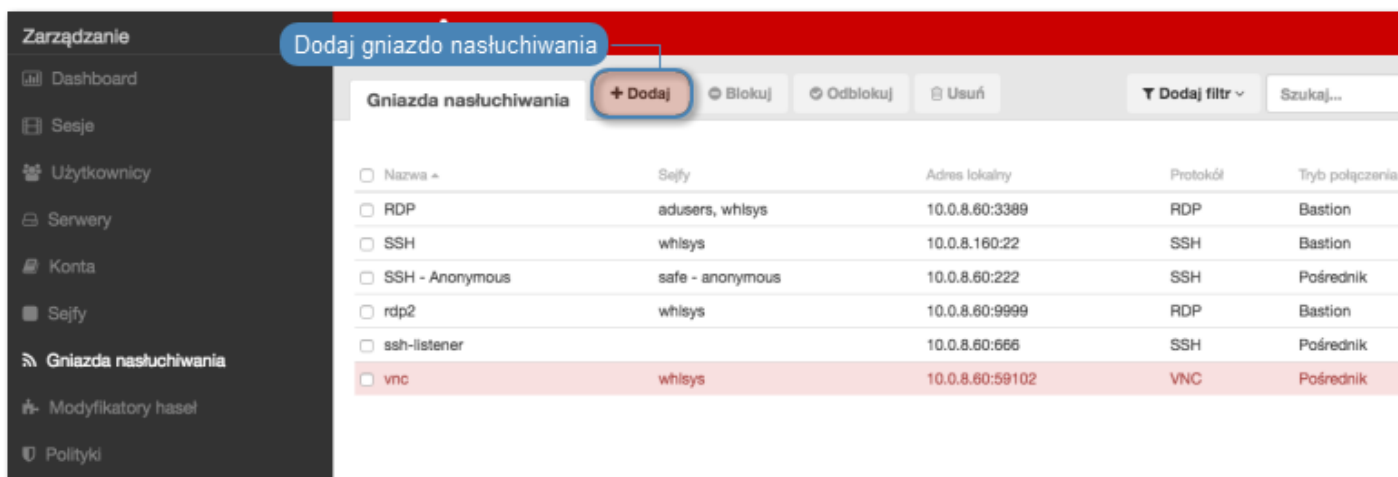 Zarządzanie
Dodaj gniazdo nasłuchiwania
Dashboard
Sesje
Użytkownicy
Serwery
Konta
Sejfy
Gniazda nasłuchiwania
Modyfikatory haseł
Polityki
Gniazda nasłuchiwania + Dodaj Blokuj Odblokuj Usuń Dodaj filtr Szukaj...
Nazwa Sejfy Adres lokalny Protokół Tryb połączenia
RDP adusers, whlsys 10.0.8.60:3389 RDP Bastion
SSH whlsys 10.0.8.160:22 SSH Bastion
SSH - Anonymous safe - anonymous 10.0.8.60:222 SSH Pośrednik
rdp2 whlsys 10.0.8.60:9999 RDP Bastion
ssh-listener 10.0.8.60:666 SSH Pośrednik
vnc whlsys 10.0.8.60:59102 VNC Pośrednik